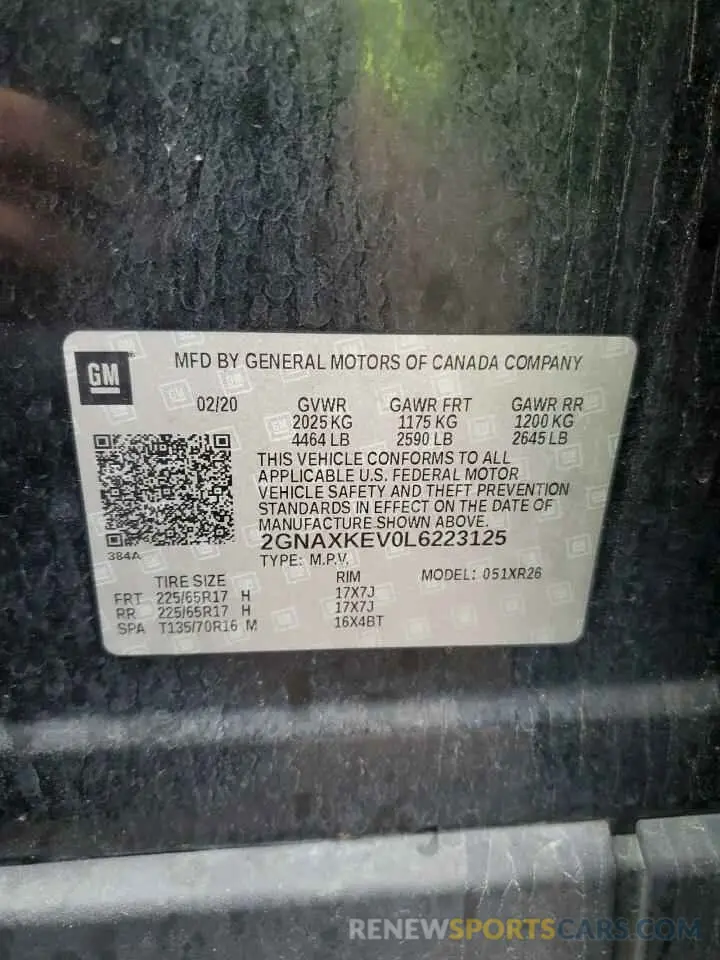 GM
MFD BY GENERAL MOTORS OF CANADA COMPANY
02/20 GVWR GAWR FRT GAWR RR
2025 KG 1175 KG 1200 KG
4464 LB 2590 LB 2645 LB
THIS VEHICLE CONFORMS TO ALL
APPLICABLE U.S. FEDERAL MOTOR
VEHICLE SAFETY AND THEFT PREVENTION
STANDARDS IN EFFECT ON THE DATE OF
MANUFACTURE SHOWN ABOVE.
384A
2GNAXKEV0L6223125
TYPE: M.P.V.
TIRE SIZE RIM MODEL: 051XR26
FRT 225/65R17 H 17X7J
RR 225/65R17 H 17X7J
SPA T135/70R16 M 16X4BT
RENEWSPORTSCARS.COM